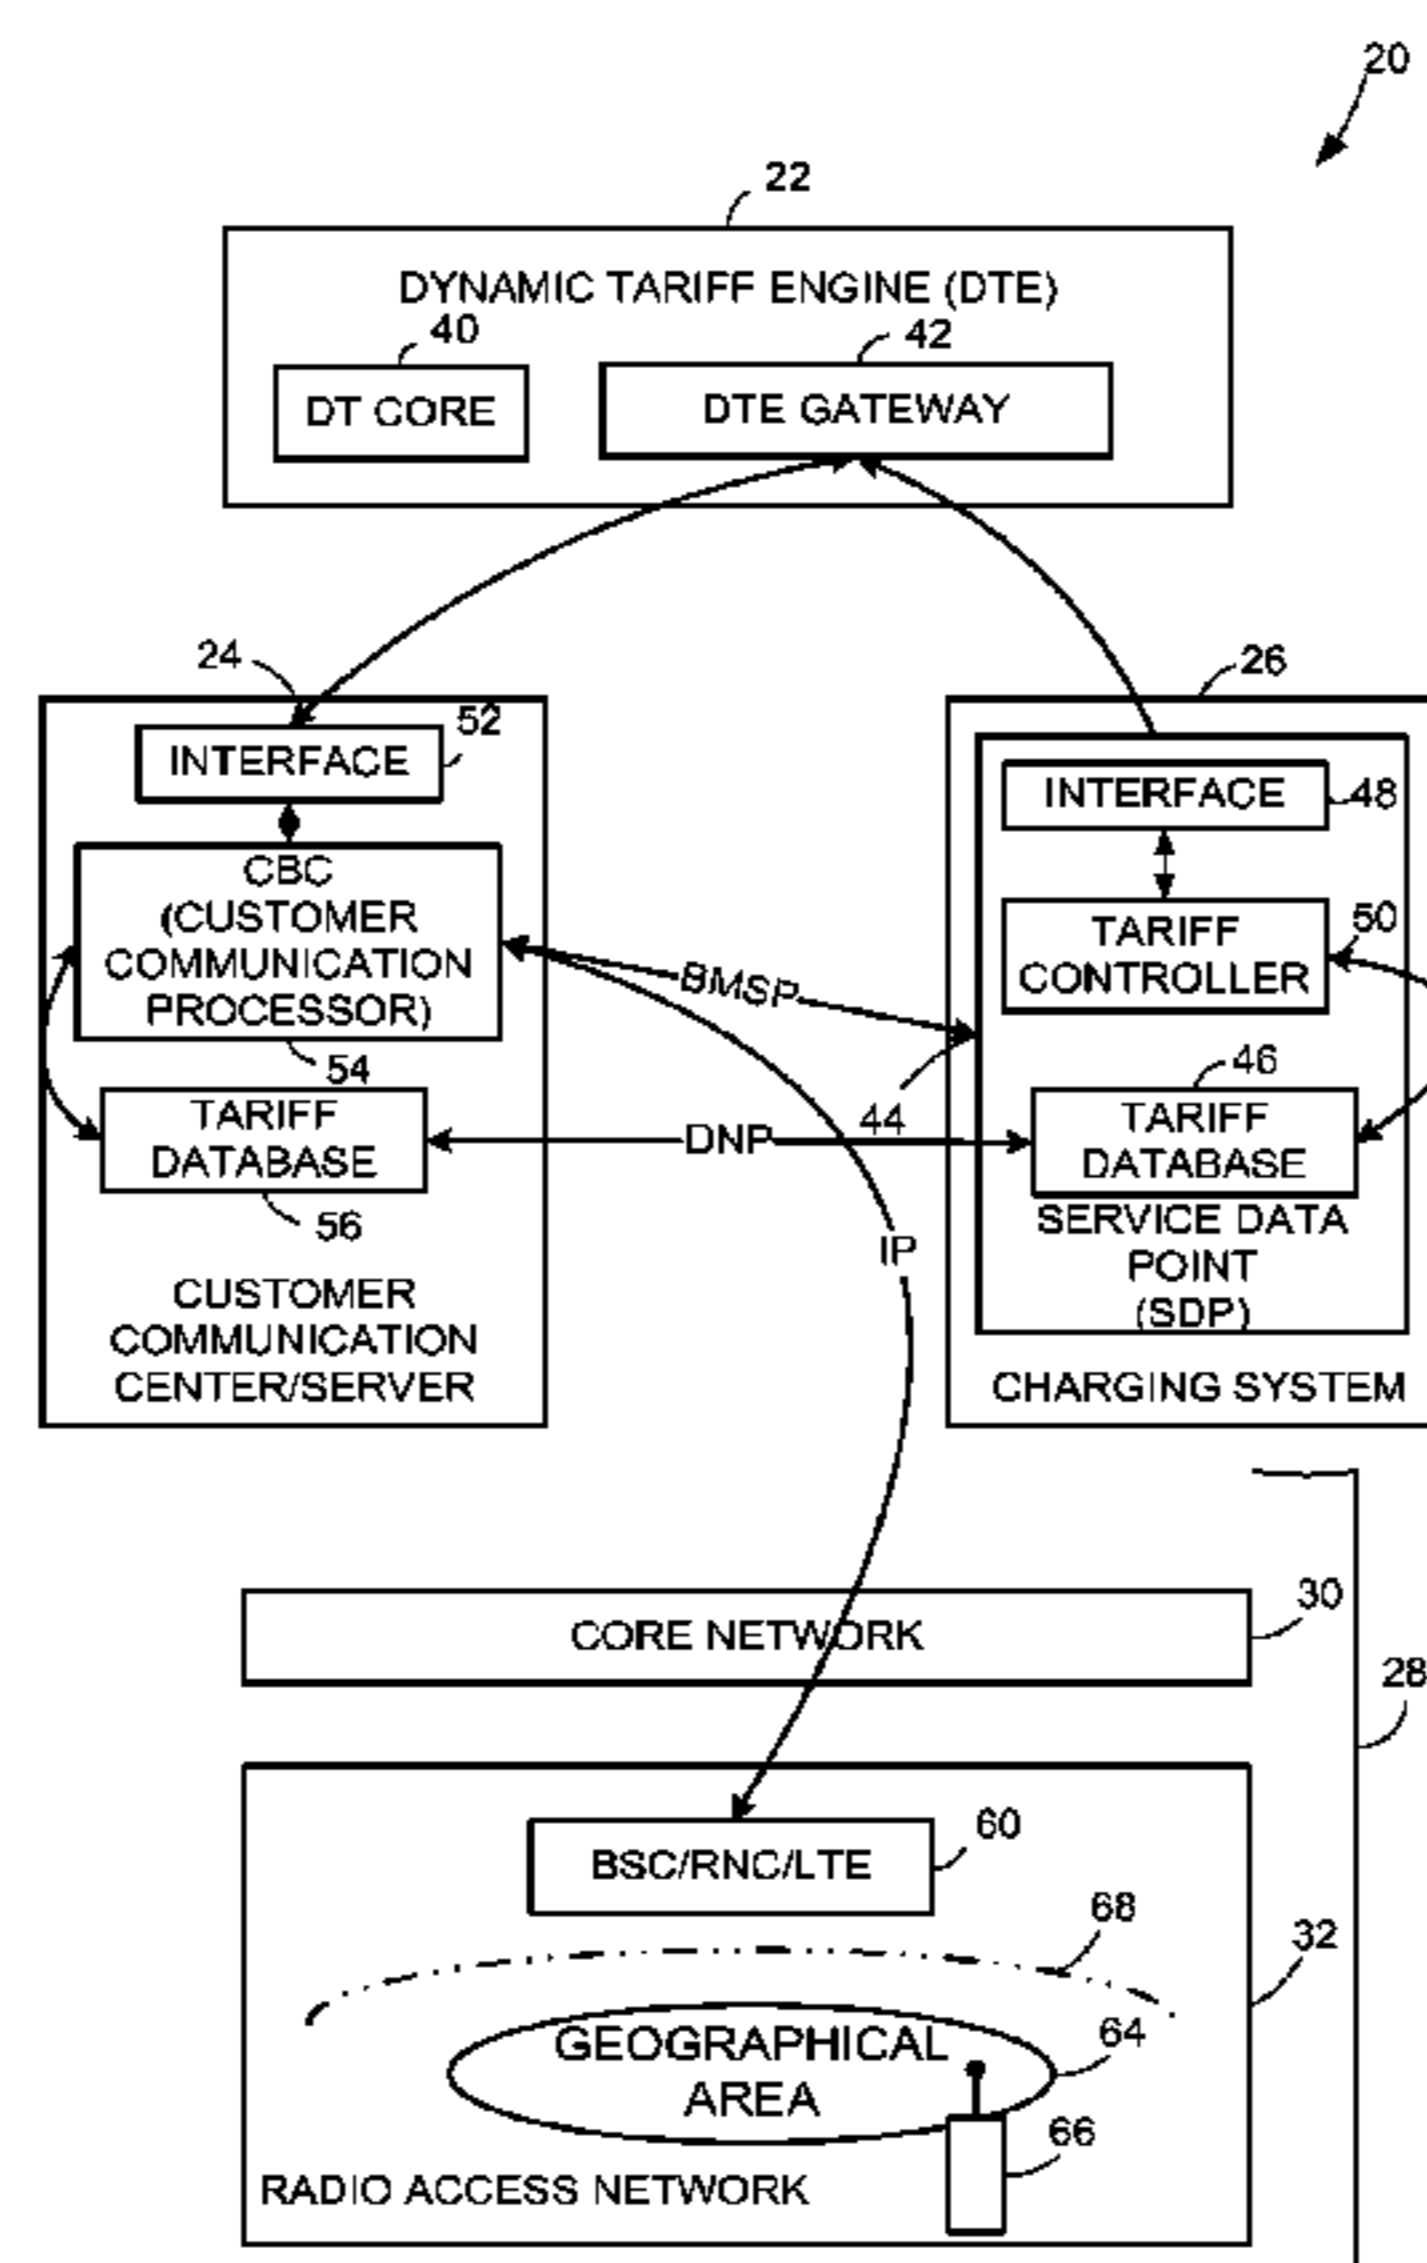 20
22
DYNAMIC TARIFF ENGINE (DTE)
40
42
DT CORE
DTE GATEWAY
24
26
52
INTERFACE
INTERFACE
48
CBC
(CUSTOMER
COMMUNICATION
PROCESSOR)
54
TARIFF
CONTROLLER
50
BMSP
44
46
TARIFF
DATABASE
56
DNP
TARIFF
DATABASE
SERVICE DATA
POINT
(SDP)
IP
CUSTOMER
COMMUNICATION
CENTER/SERVER
CHARGING SYSTEM
CORE NETWORK
30
28
BSC/RNC/LTE
60
68
32
GEOGRAPHICAL
AREA
64
66
RADIO ACCESS NETWORK